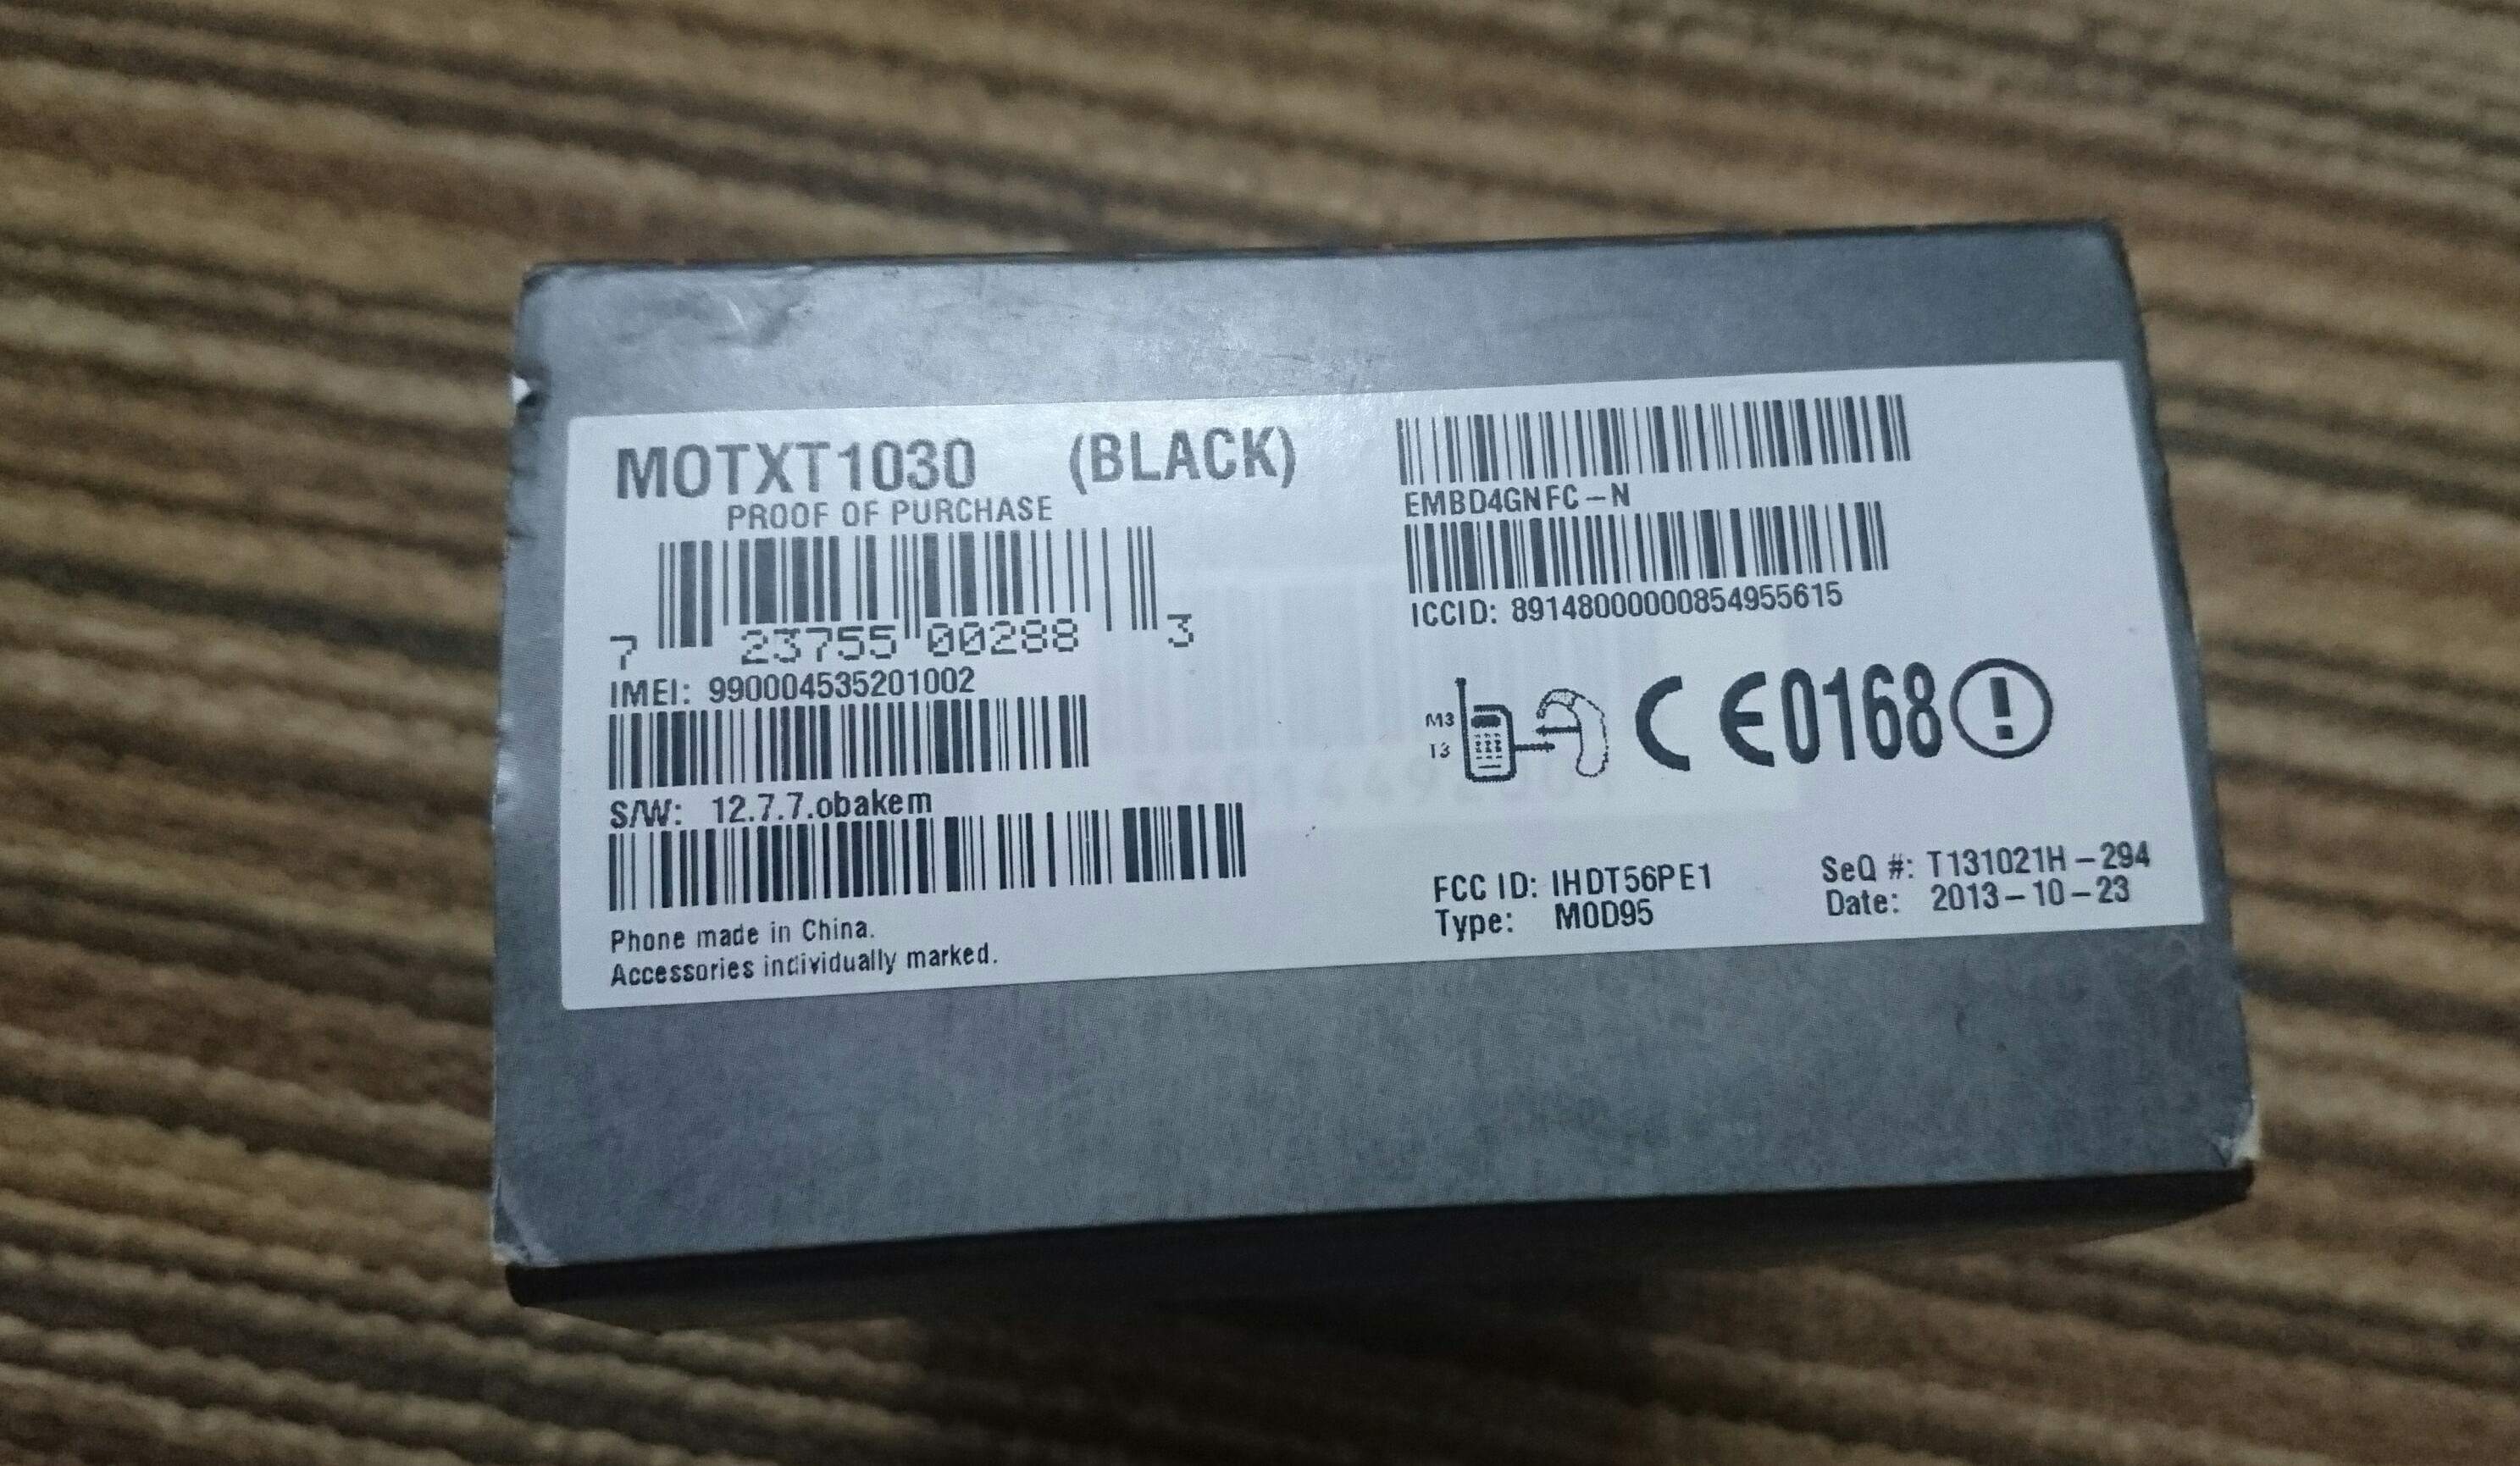 MOTXT1030 (BLACK)
PROOF OF PURCHASE
7 23755 00288 3
IMEI: 990004535201002
S/W: 12.7.7.obakem
Phone made in China.
Accessories individually marked.
EMBD4GNFC-N
ICCID: 89148000000854955615
M3
T3
CE0168
FCC ID: IHDT56PE1
Type: M0D95
SeQ #: T131021H-294
Date: 2013-10-23